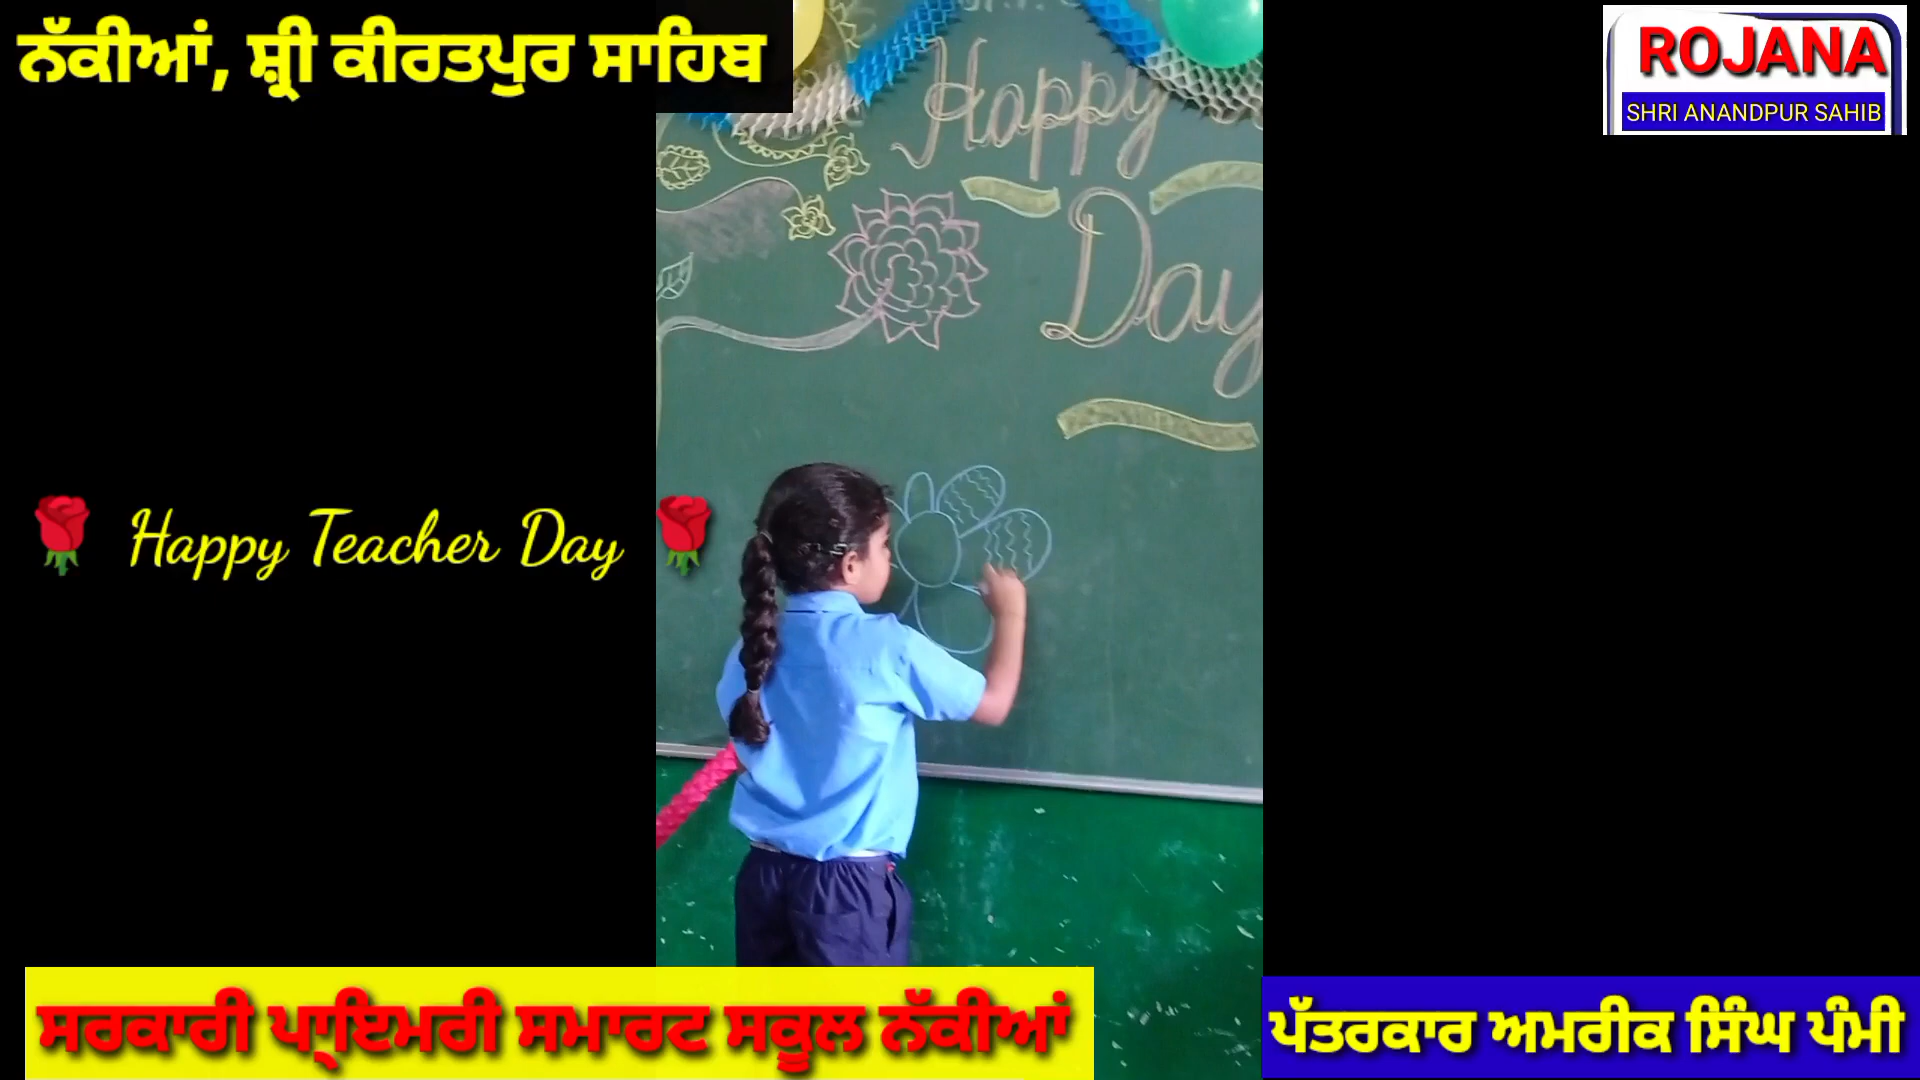 ਨੱਕੀਆਂ, ਸ਼੍ਰੀ ਕੀਰਤਪੁਰ ਸਾਹਿਬ
ROJANA
SHRI ANANDPUR SAHIB
Happy
Day
🌹 Happy Teacher Day 🌹
ਸਰਕਾਰੀ ਪ੍ਰਾਇਮਰੀ ਸਮਾਰਟ ਸਕੂਲ ਨੱਕੀਆਂ
ਪੱਤਰਕਾਰ ਅਮਰੀਕ ਸਿੰਘ ਪੰਮੀ